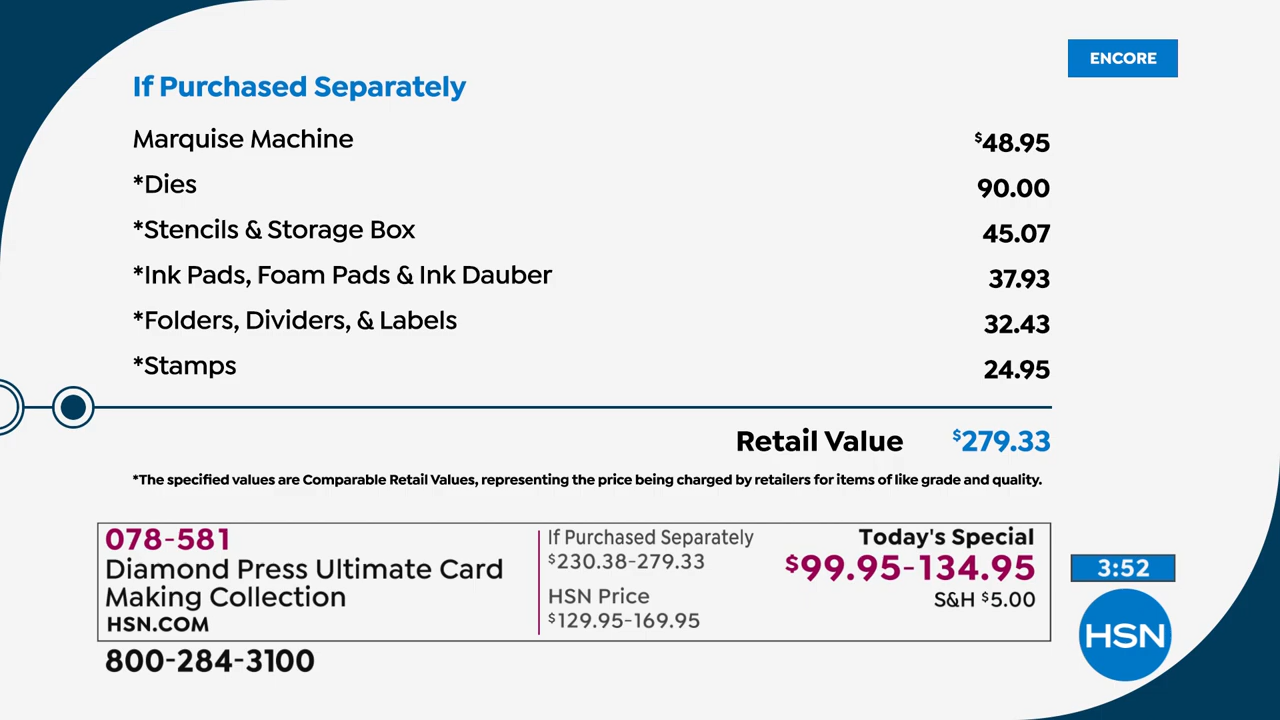 ENCORE
If Purchased Separately
Marquise Machine $48.95
*Dies 90.00
*Stencils & Storage Box 45.07
*Ink Pads, Foam Pads & Ink Dauber 37.93
*Folders, Dividers, & Labels 32.43
*Stamps 24.95
Retail Value $279.33
*The specified values are Comparable Retail Values, representing the price being charged by retailers for items of like grade and quality.
078-581
Diamond Press Ultimate Card
Making Collection
HSN.COM
If Purchased Separately
$230.38-279.33
HSN Price
$129.95-169.95
Today's Special
$99.95-134.95
S&H $5.00
3:52
HSN
800-284-3100